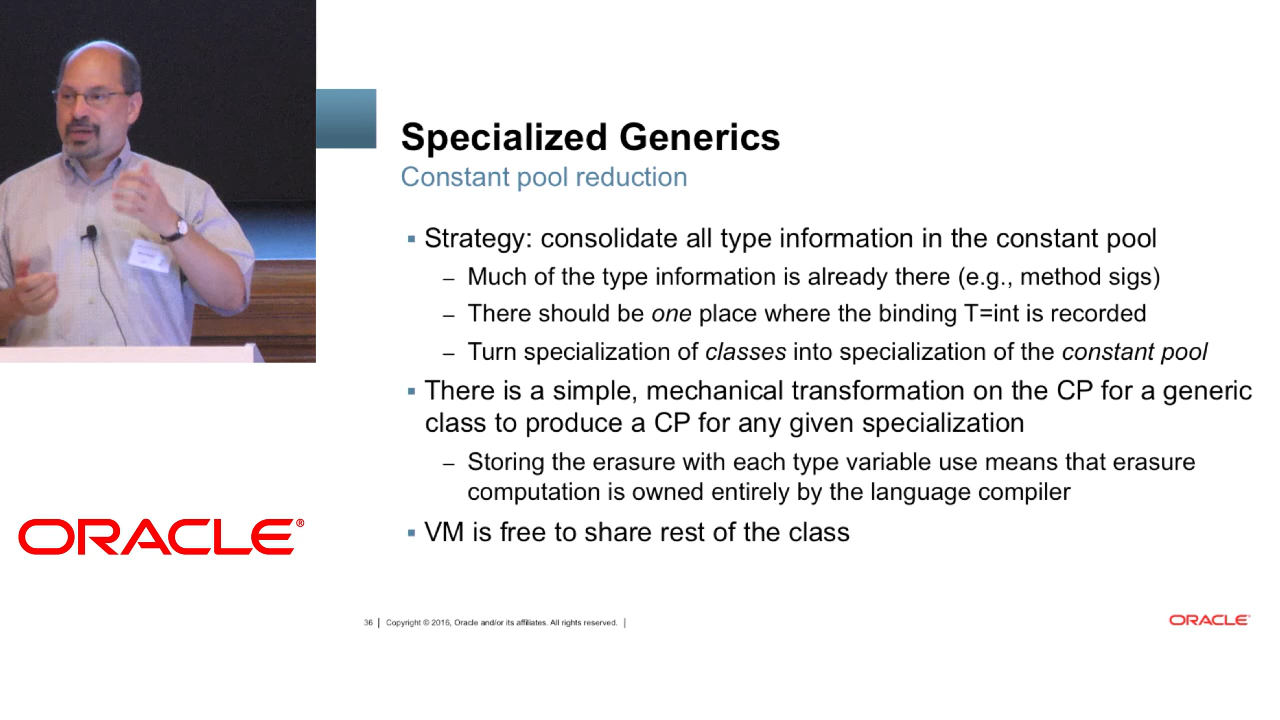 Specialized Generics
Constant pool reduction
▪ Strategy: consolidate all type information in the constant pool
– Much of the type information is already there (e.g., method sigs)
– There should be one place where the binding T=int is recorded
– Turn specialization of classes into specialization of the constant pool
▪ There is a simple, mechanical transformation on the CP for a generic
class to produce a CP for any given specialization
– Storing the erasure with each type variable use means that erasure
computation is owned entirely by the language compiler
▪ VM is free to share rest of the class
ORACLE®
36 | Copyright © 2016, Oracle and/or its affiliates. All rights reserved. |
ORACLE®